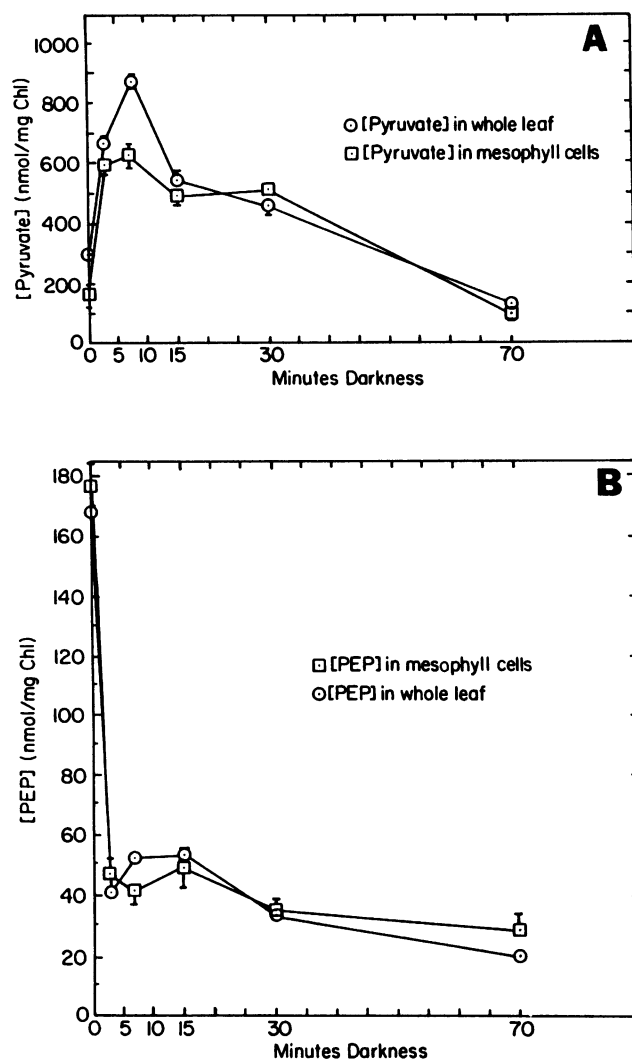 A
1000
800
600
400
200
0
[Pyruvate] (nmol/mg Chl)
[Pyruvate] in whole leaf
[Pyruvate] in mesophyll cells
0 5 10 15 30 70
Minutes Darkness
B
180
160
140
120
100
80
60
40
20
0
[PEP] (nmol/mg Chl)
[PEP] in mesophyll cells
[PEP] in whole leaf
0 5 10 15 30 70
Minutes Darkness